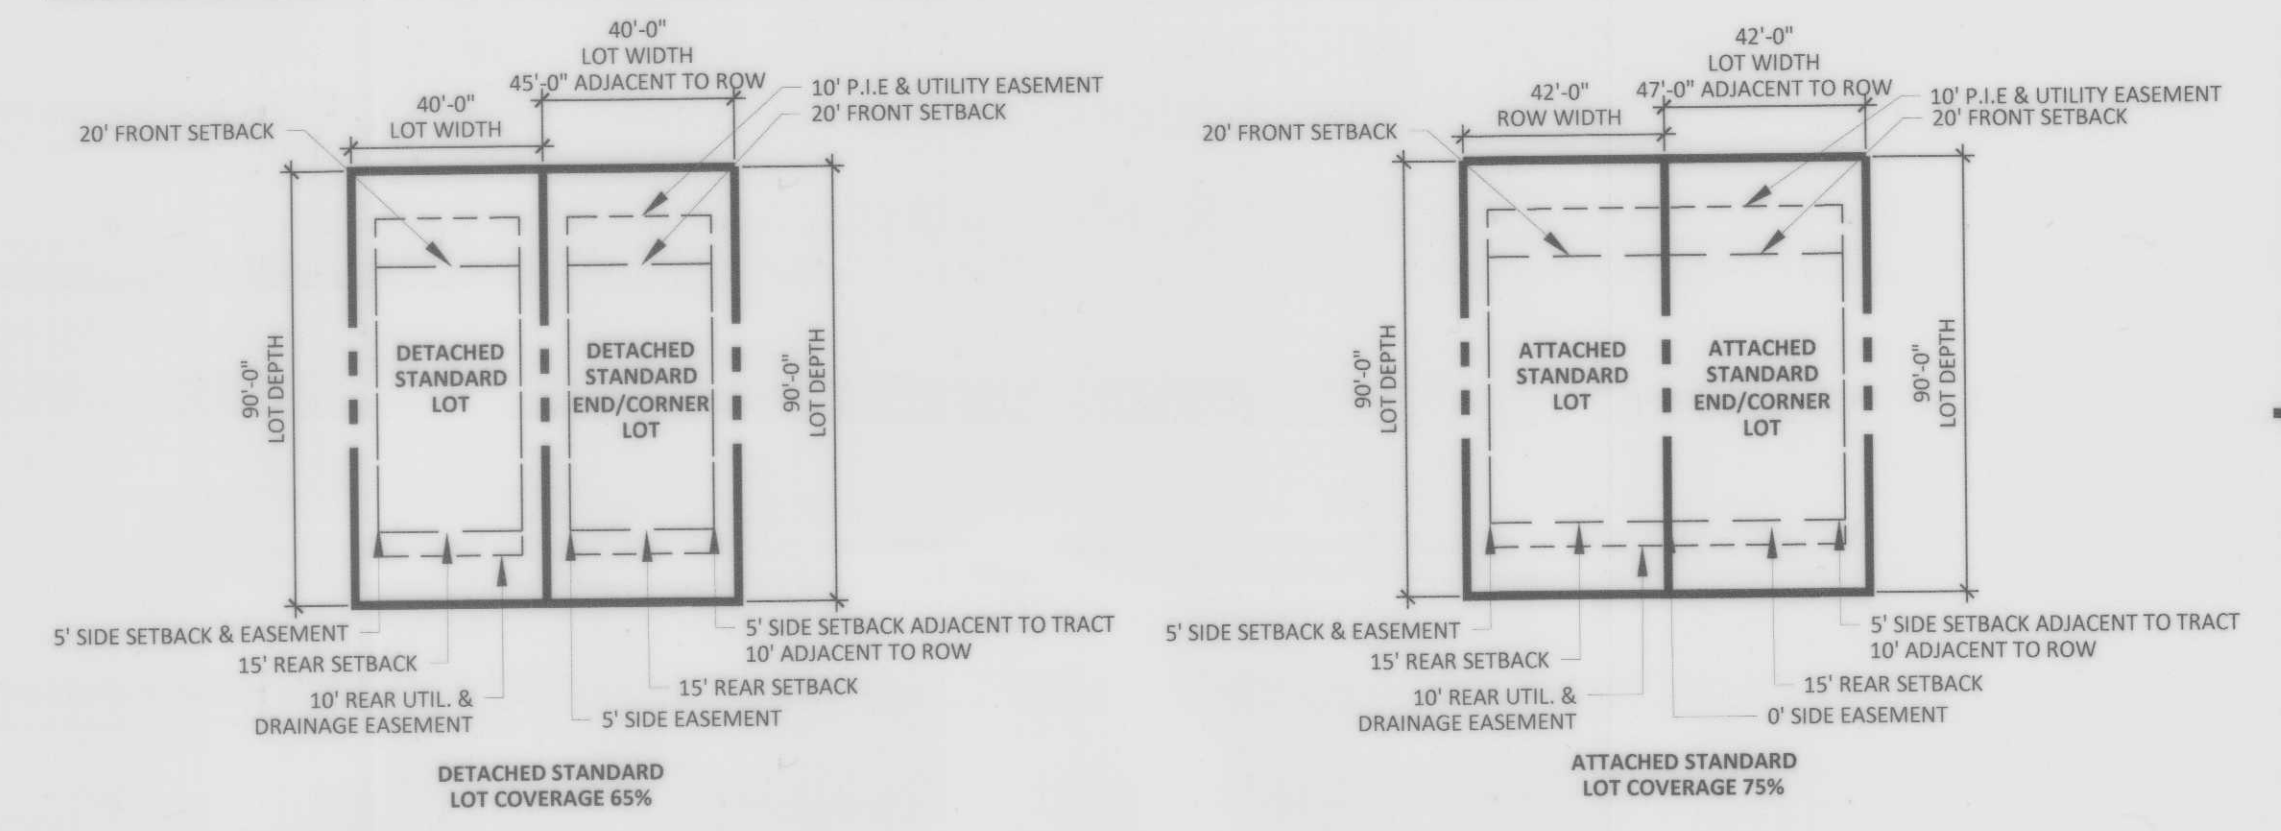 40'-0"
LOT WIDTH
45'-0" ADJACENT TO ROW
40'-0"
LOT WIDTH
10' P.I.E & UTILITY EASEMENT
20' FRONT SETBACK
20' FRONT SETBACK
90'-0"
LOT DEPTH
DETACHED
STANDARD
LOT
DETACHED
STANDARD
END/CORNER
LOT
90'-0"
LOT DEPTH
5' SIDE SETBACK & EASEMENT
15' REAR SETBACK
10' REAR UTIL. &
DRAINAGE EASEMENT
5' SIDE SETBACK ADJACENT TO TRACT
10' ADJACENT TO ROW
15' REAR SETBACK
5' SIDE EASEMENT
DETACHED STANDARD
LOT COVERAGE 65%
42'-0"
LOT WIDTH
47'-0" ADJACENT TO ROW
42'-0"
ROW WIDTH
10' P.I.E & UTILITY EASEMENT
20' FRONT SETBACK
20' FRONT SETBACK
90'-0"
LOT DEPTH
ATTACHED
STANDARD
LOT
ATTACHED
STANDARD
END/CORNER
LOT
90'-0"
LOT DEPTH
5' SIDE SETBACK & EASEMENT
15' REAR SETBACK
10' REAR UTIL. &
DRAINAGE EASEMENT
5' SIDE SETBACK ADJACENT TO TRACT
10' ADJACENT TO ROW
15' REAR SETBACK
0' SIDE EASEMENT
ATTACHED STANDARD
LOT COVERAGE 75%